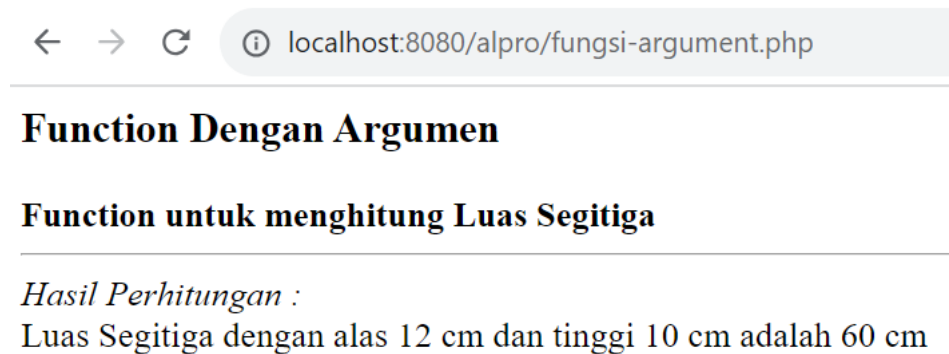 localhost:8080/alpro/fungsi-argument.php
Function Dengan Argumen
Function untuk menghitung Luas Segitiga
Hasil Perhitungan :
Luas Segitiga dengan alas 12 cm dan tinggi 10 cm adalah 60 cm